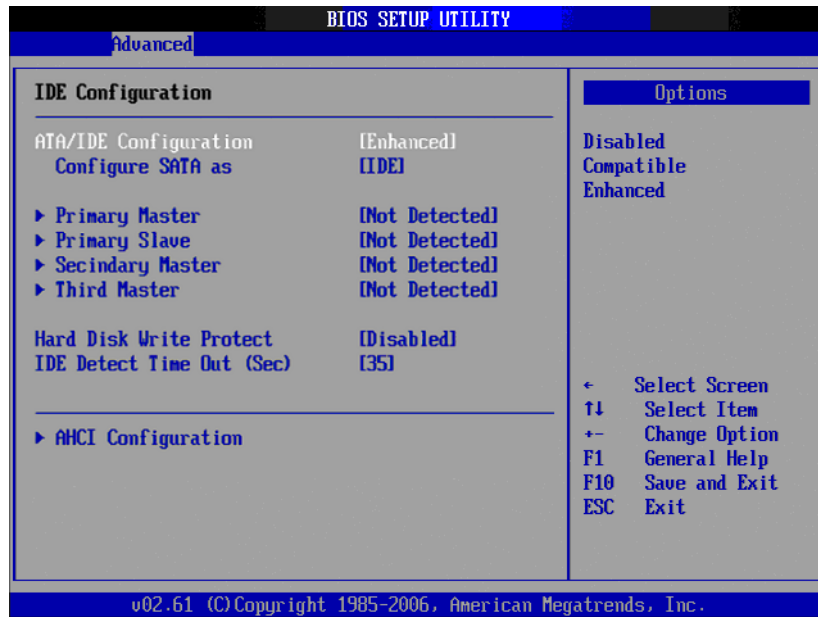 BIOS SETUP UTILITY
Advanced
IDE Configuration
ATA/IDE Configuration [Enhanced]
Configure SATA as [IDE]
Primary Master [Not Detected]
Primary Slave [Not Detected]
Secindary Master [Not Detected]
Third Master [Not Detected]
Hard Disk Write Protect [Disabled]
IDE Detect Time Out (Sec) [35]
AHCI Configuration
Options
Disabled
Compatible
Enhanced
← Select Screen
↑↓ Select Item
+- Change Option
F1 General Help
F10 Save and Exit
ESC Exit
v02.61 (C)Copyright 1985-2006, American Megatrends, Inc.